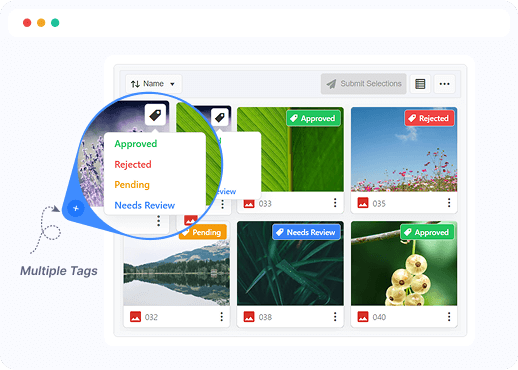 Name
Submit Selections
Approved
Rejected
Approved
Rejected
Pending
Needs Review
033
035
Multiple Tags
Pending
Needs Review
Approved
032
038
040